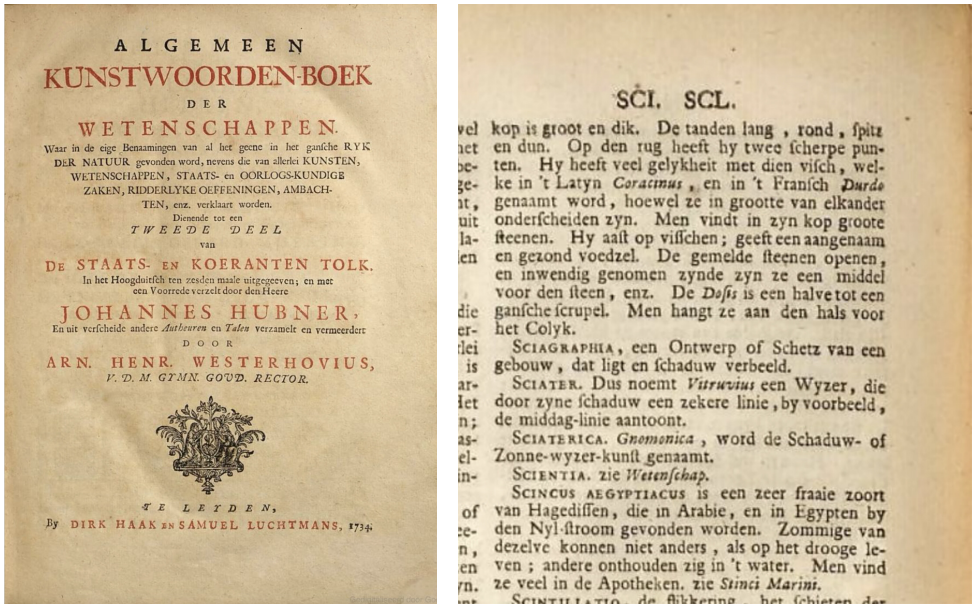 ALGEMEEN
KUNSTWOORDEN-BOEK
DER
WETENSCHAPPEN.
Waar in de eige Benaamingen van al het geene in het gansche RYK
DER NATUUR gevonden word, nevens die van allerlei KUNSTEN,
WETENSCHAPPEN, STAATS- en OORLOGS-KUNDIGE
ZAKEN, RIDDERLYKE OEFFENINGEN, AMBACH-
TEN, enz. verklaart worden.
Dienende tot een
TWEEDE DEEL
van
DE STAATS- EN KOERANTEN TOLK.
In het Hoogduitsch ten zesden maale uitgegeeven; en met
een Voorrede verzelt door den Heere
JOHANNES HUBNER,
En uit verscheide andere Autheuren en Talen verzamelt en vermeerdert
DOOR
ARN. HENR. WESTERHOVIUS,
V. D. M. GYMN. GOUD. RECTOR.
TE LEYDEN,
By DIRK HAAK EN SAMUEL LUCHTMANS, 1734.
SCI. SCL.
kop is groot en dik. De tanden lang, rond, spits
en dun. Op den rug heeft hy twee scherpe pun-
ten. Hy heeft veel gelykheit met dien visch, wel-
ke in 't Latyn Coracinus, en in 't Fransch Durdo
genaamt word, hoewel ze in grootte van elkander
onderscheiden zyn. Men vindt in zyn kop groote
steenen. Hy aast op visschen; geeft een aangenaam
en gezond voedzel. De gemelde steenen openen,
en inwendig genomen zynde zyn ze een middel
voor den steen, enz. De Dosis is een halve tot een
gansche scrupel. Men hangt ze aan den hals voor
het Colyk.
SCIAGRAPHIA, een Ontwerp of Schetz van een
gebouw, dat ligt en schaduw verbeeld.
SCIATER. Dus noemt Vitruvius een Wyzer, die
door zyne schaduw een zekere linie, by voorbeeld,
de middag-linie aantoont.
SCIATERICA. Gnomonica, word de Schaduw- of
Zonne-wyzer-kunst genaamt.
SCIENTIA. zie Wetenschap.
SCINCUS AEGYPTIACUS is een zeer fraaie zoort
van Hagedissen, die in Arabie, en in Egypten by
den Nyl-stroom gevonden worden. Zommige van
dezelve konnen niet anders, als op het drooge le-
ven; andere onthouden zig in 't water. Men vind
ze veel in de Apotheken. zie Stinci Marini.
SCINTILLATIO, de flikkering, het schieten der